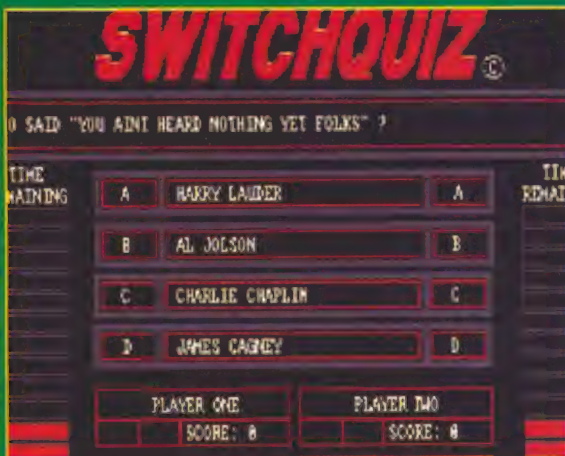 SWITCHQUIZ ©
O SAID "YOU AINT HEARD NOTHING YET FOLKS" ?
TIME
MAINING
TIM
REMAI
A HARRY LAUDER A
B AL JOLSON B
C CHARLIE CHAPLIN C
D JAMES CAGNEY D
PLAYER ONE PLAYER TWO
SCORE: 0 SCORE: 0